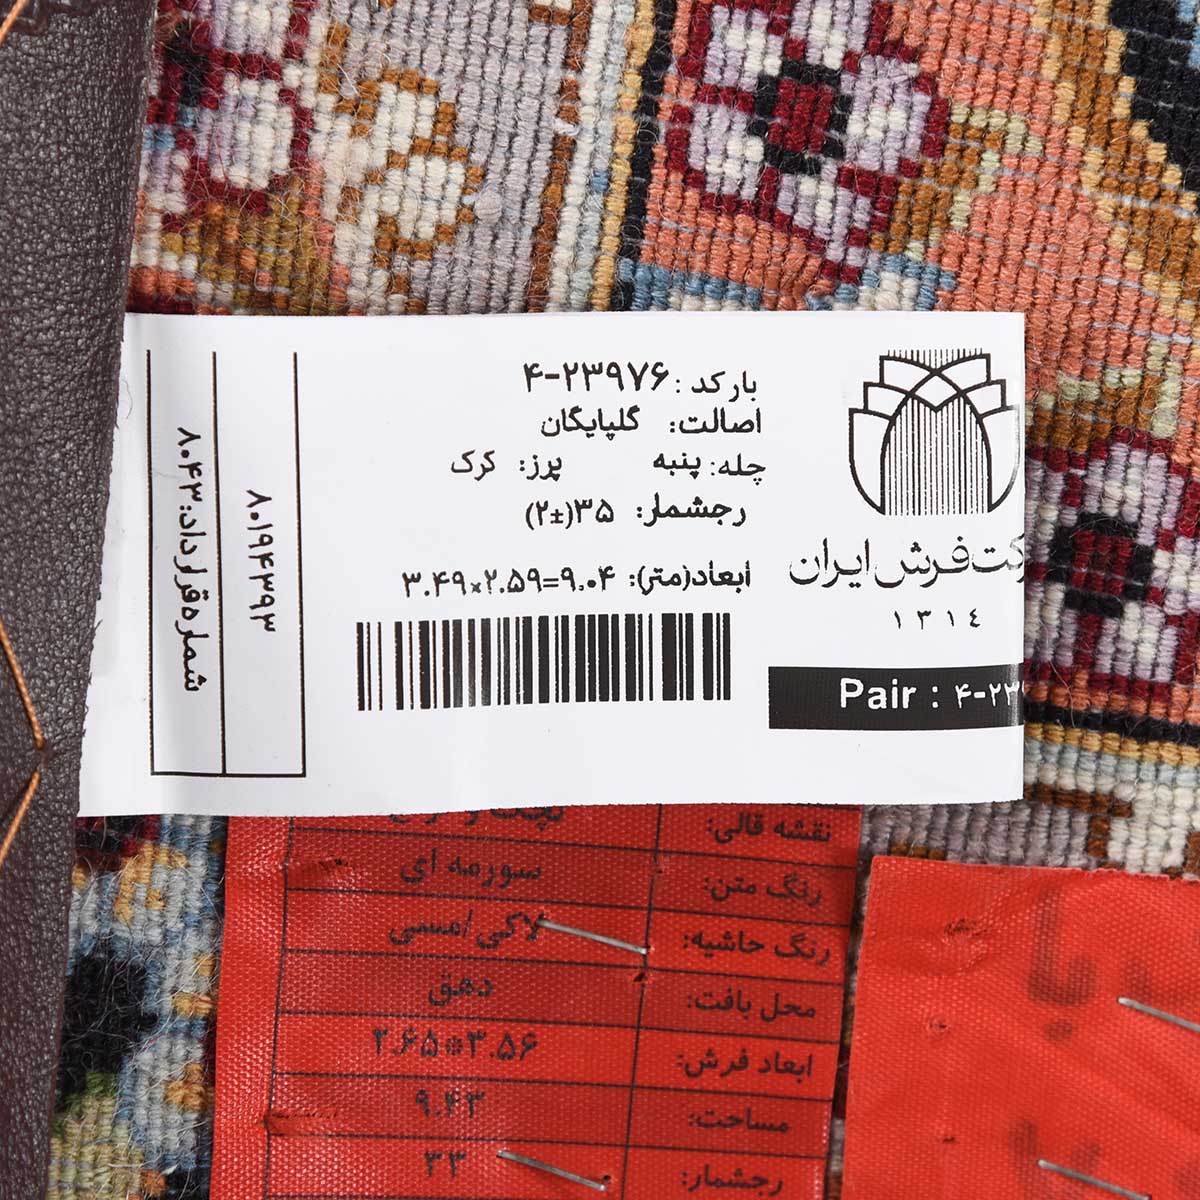 بارکد: ۴-۲۳۹۷۶
اصالت: گلپایگان
چله: پنبه پرز: کرک
رجشمار: ۳۵(±۲)
ابعاد(متر): ۳.۴۹×۲.۵۹=۹.۰۴
فرش ایران
۱۳۱٤
Pair : ۴-۲۳
۸۰۱۹۴۳۹۳
شماره قرارداد: ۸۰۴۳
نقشه قالی:
رنگ متن: سورمه ای
رنگ حاشیه: لاکی/مسی
محل بافت: دهق
ابعاد فرش: ۲.۶۵*۳.۵۶
مساحت: ۹.۴۳
رجشمار: ۳۳